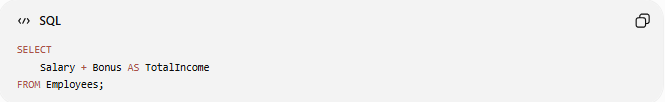 </> SQL
SELECT
    Salary + Bonus AS TotalIncome
FROM Employees;